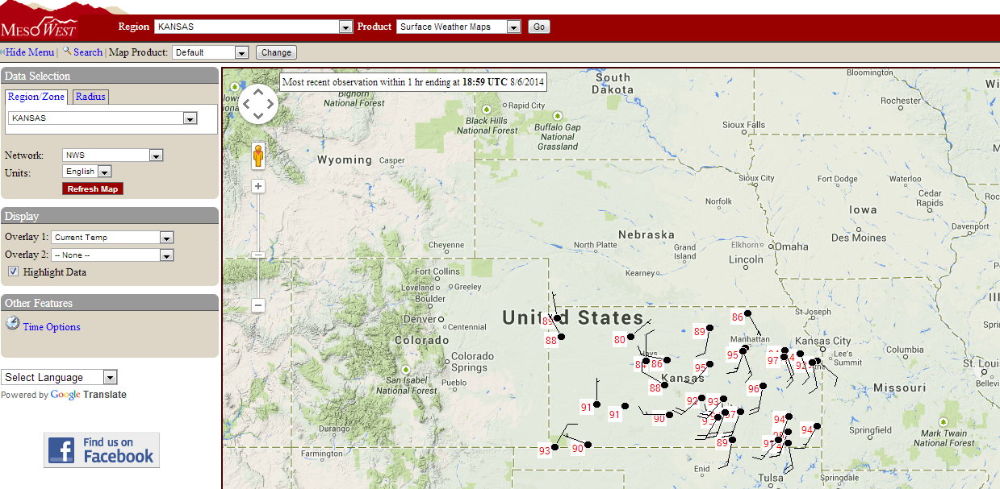 MESOWEST
Region KANSAS Product Surface Weather Maps Go
Hide Menu | Search | Map Product: Default Change
Data Selection
Region/Zone Radius
KANSAS
Network: NWS
Units: English
Refresh Map
Display
Overlay 1: Current Temp
Overlay 2: -- None --
Highlight Data
Other Features
Time Options
Select Language
Powered by Google Translate
Find us on
Facebook
Most recent observation within 1 hr ending at 18:59 UTC 8/6/2014
South
Dakota
Bloomington
Rochester
Bighorn
National Forest
Rapid City
Black Hills
National Forest
Buffalo Gap
National
Grassland
Sioux Falls
Wyoming
Casper
Sioux City
Fort Dodge
Waterloo
Norfolk
Cedar
Rapids
Iowa
Davenport
Des Moines
Nebraska
Cheyenne
North Platte
Grand
Island
Elkhorn
Omaha
Lincoln
Kearney
Fort Collins
Loveland
Greeley
Boulder
Denver
Centennial
United States
St Joseph
Colorado
Colorado
Springs
Pueblo
San Isabel
National Forest
Manhattan
Kansas City
Lee's
Summit
Columbia
St. Loui
Bellevi
Hays
Kansas
Missouri
Durango
Farmington
Springfield
Mark Twain
National Forest
Enid
Tulsa
Springdale
89
88
80
89
86
86
95
95
97
88
96
91
91
90
92
93
94
94
93
90
89